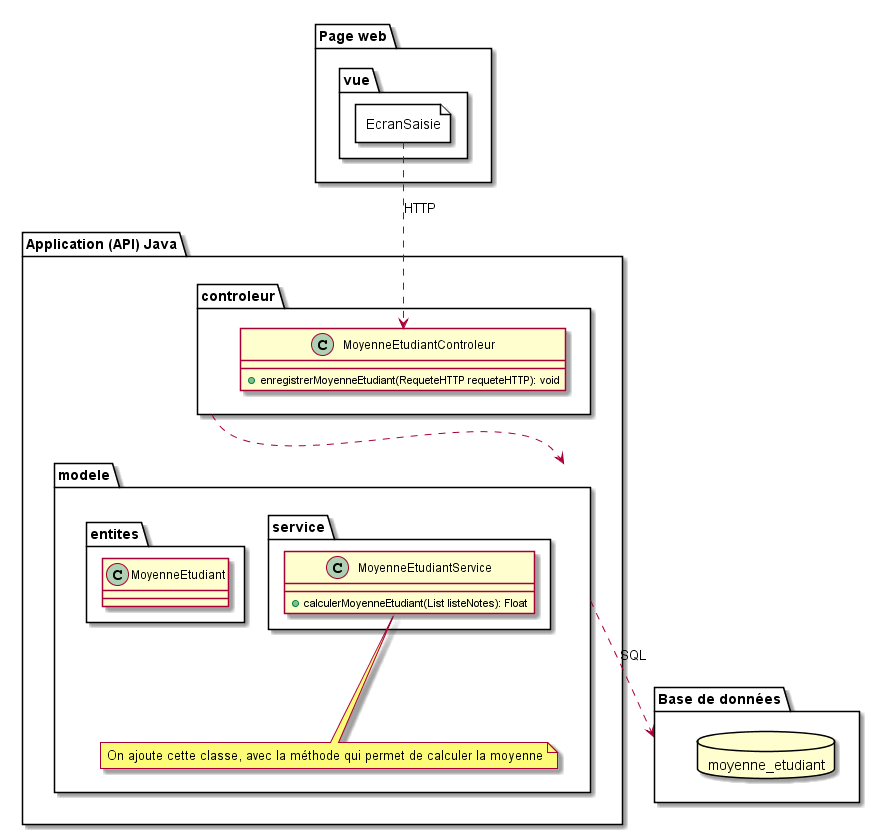 Page web
vue
EcranSaisie
HTTP
Application (API) Java
controleur
C MoyenneEtudiantControleur
enregistrerMoyenneEtudiant(RequeteHTTP requeteHTTP): void
modele
entites
C MoyenneEtudiant
service
C MoyenneEtudiantService
calculerMoyenneEtudiant(List listeNotes): Float
SQL
Base de données
moyenne_etudiant
On ajoute cette classe, avec la méthode qui permet de calculer la moyenne